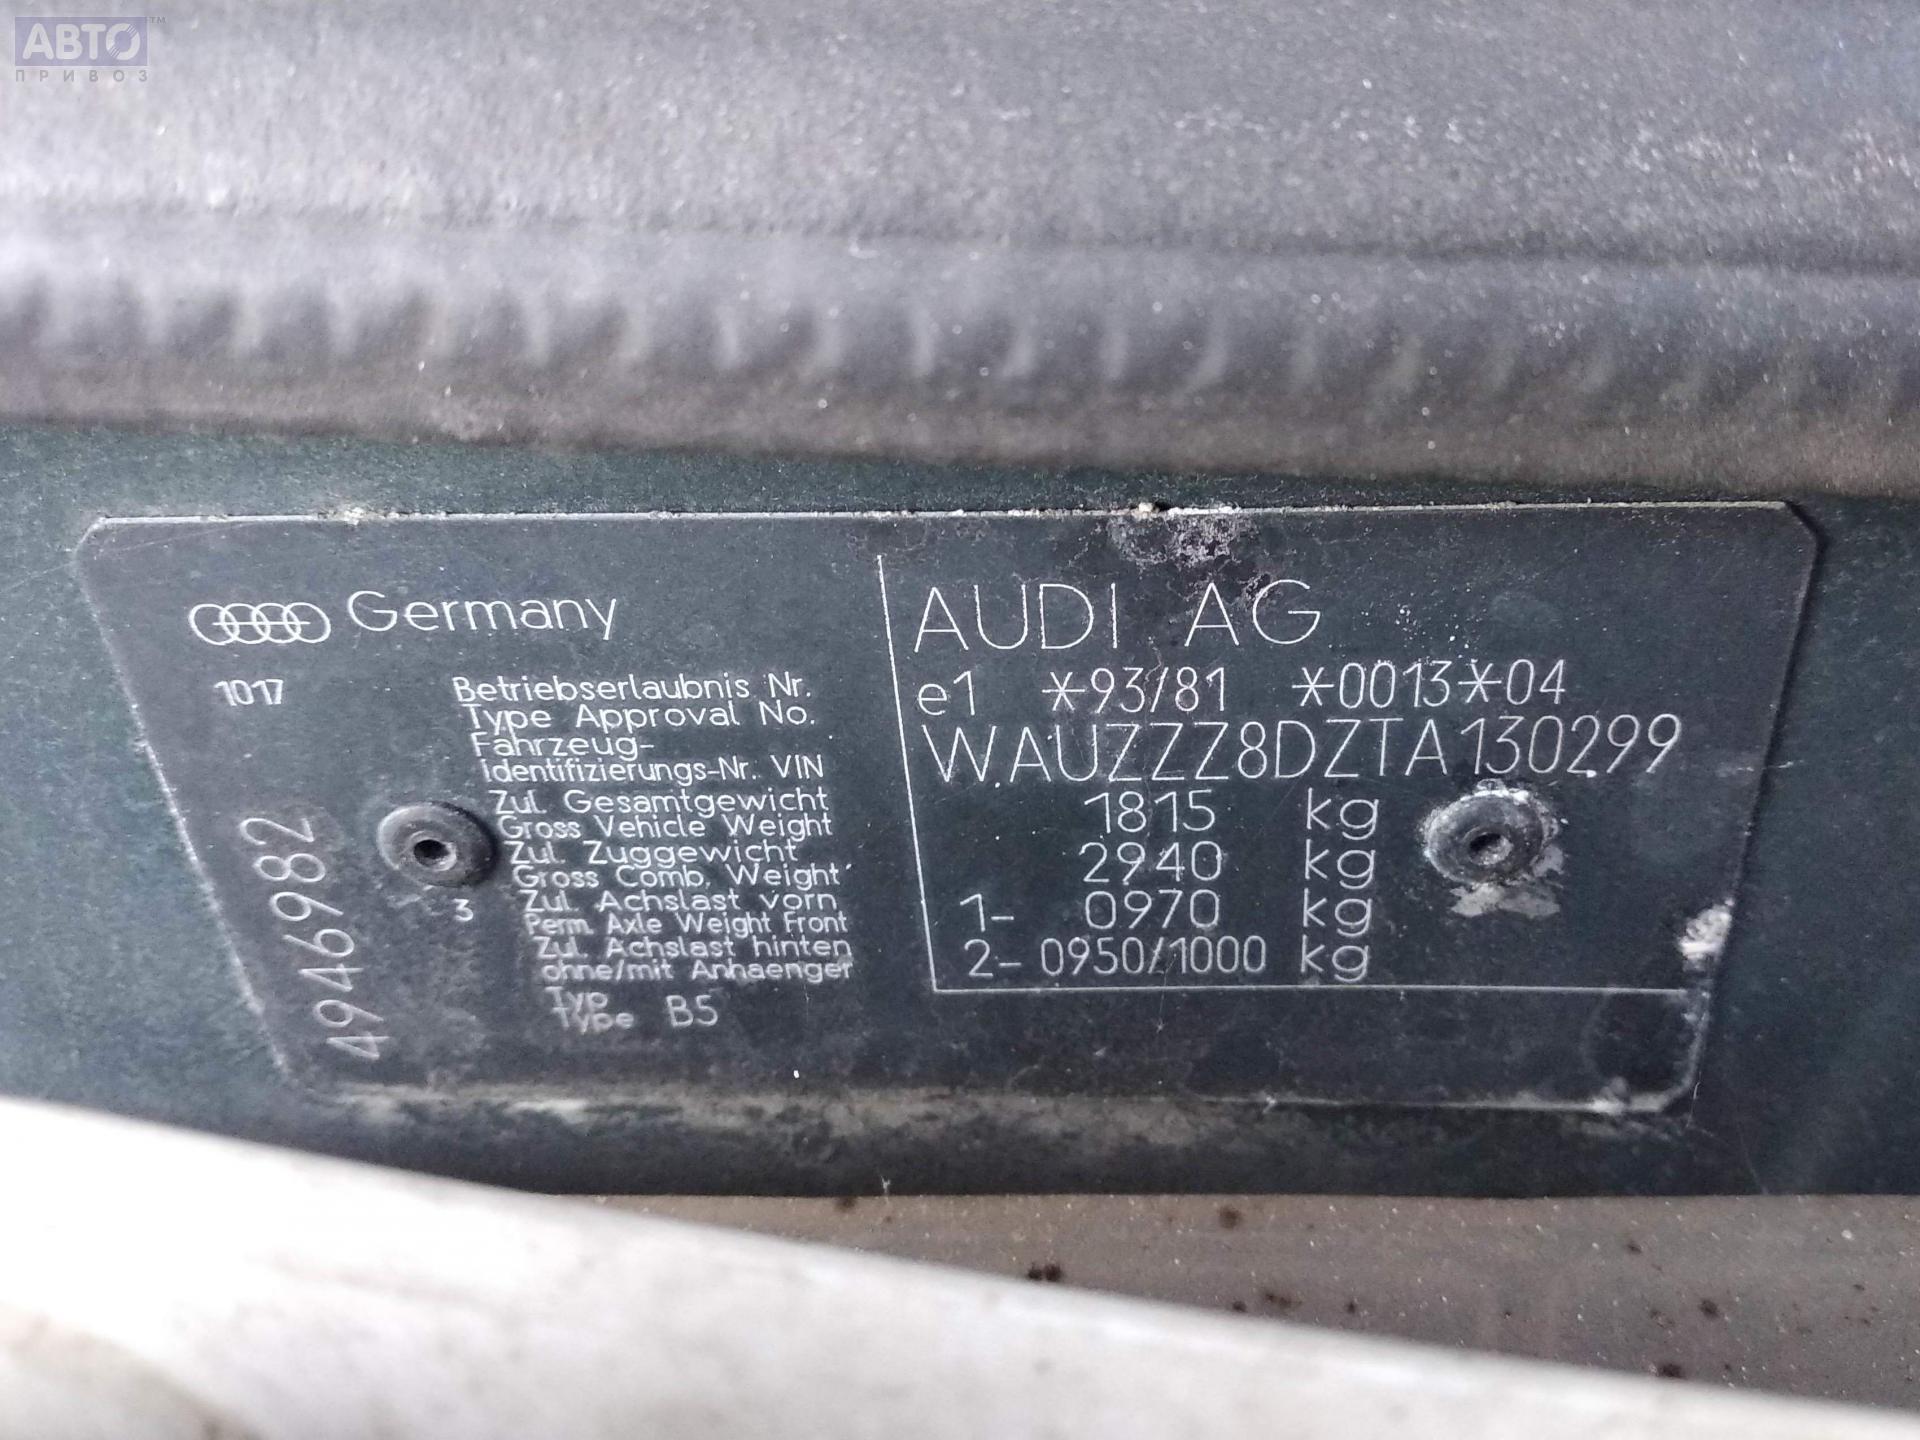 АВТО™
ПРИВОЗ
Germany
1017
Betriebserlaubnis Nr.
Type Approval No.
Fahrzeug-
Identifizierungs-Nr. VIN
Zul. Gesamtgewicht
Gross Vehicle Weight
Zul. Zuggewicht
Gross Comb. Weight
3
Zul. Achslast vorn
Perm. Axle Weight Front
Zul. Achslast hinten
ohne/mit Anhaenger
Typ
Type B5
4946982
AUDI AG
e1 *93/81 *0013*04
WAUZZZ8DZTA130299
1815 kg
2940 kg
1- 0970 kg
2- 0950/1000 kg